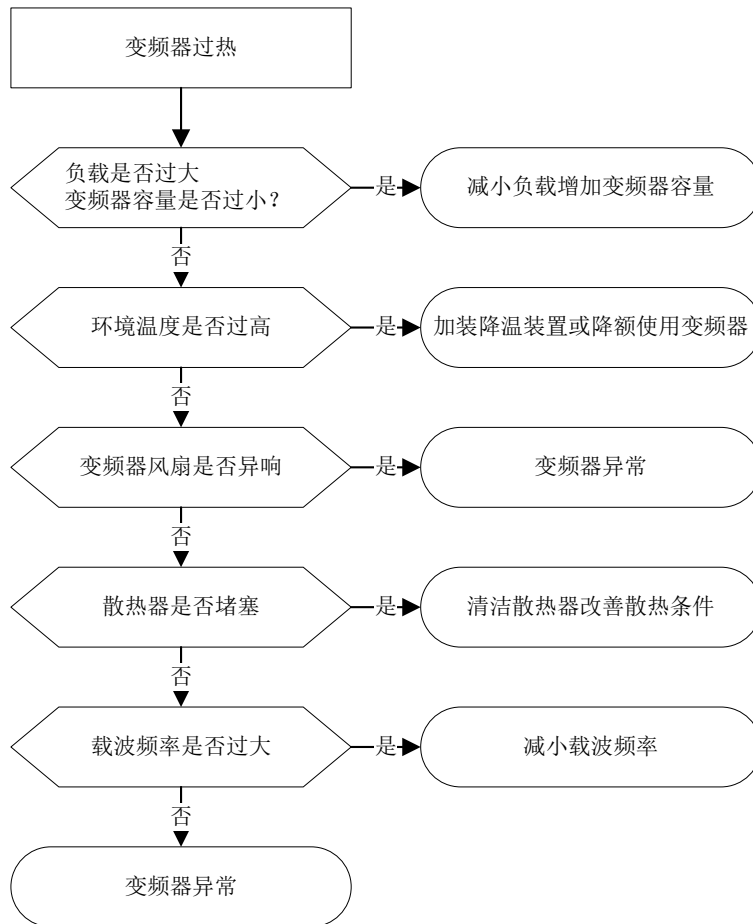 变频器过热
负载是否过大
变频器容量是否过小?
是
减小负载增加变频器容量
否
环境温度是否过高
是
加装降温装置或降额使用变频器
否
变频器风扇是否异响
是
变频器异常
否
散热器是否堵塞
是
清洁散热器改善散热条件
否
载波频率是否过大
是
减小载波频率
否
变频器异常